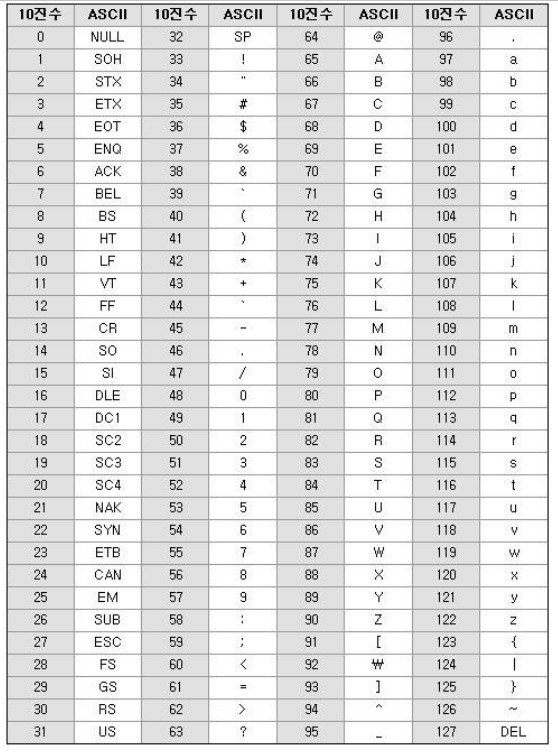 10진수 ASCII 10진수 ASCII 10진수 ASCII 10진수 ASCII
0 NULL 32 SP 64 @ 96 .
1 SOH 33 ! 65 A 97 a
2 STX 34 " 66 B 98 b
3 ETX 35 # 67 C 99 c
4 EOT 36 $ 68 D 100 d
5 ENQ 37 % 69 E 101 e
6 ACK 38 & 70 F 102 f
7 BEL 39 ` 71 G 103 g
8 BS 40 ( 72 H 104 h
9 HT 41 ) 73 I 105 i
10 LF 42 * 74 J 106 j
11 VT 43 + 75 K 107 k
12 FF 44 ` 76 L 108 l
13 CR 45 - 77 M 109 m
14 SO 46 . 78 N 110 n
15 SI 47 / 79 O 111 o
16 DLE 48 0 80 P 112 p
17 DC1 49 1 81 Q 113 q
18 SC2 50 2 82 R 114 r
19 SC3 51 3 83 S 115 s
20 SC4 52 4 84 T 116 t
21 NAK 53 5 85 U 117 u
22 SYN 54 6 86 V 118 v
23 ETB 55 7 87 W 119 w
24 CAN 56 8 88 X 120 x
25 EM 57 9 89 Y 121 y
26 SUB 58 : 90 Z 122 z
27 ESC 59 ; 91 [ 123 {
28 FS 60 < 92 ₩ 124 |
29 GS 61 = 93 ] 125 }
30 RS 62 > 94 ^ 126 ~
31 US 63 ? 95 _ 127 DEL